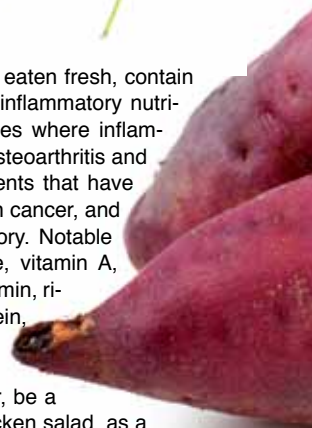 eaten fresh, contain
inflammatory nutri-
es where inflam-
steoarthritis and
ents that have
cancer, and
ory. Notable
, vitamin A,
min, ri-
ein,
, be a
cken salad, as a